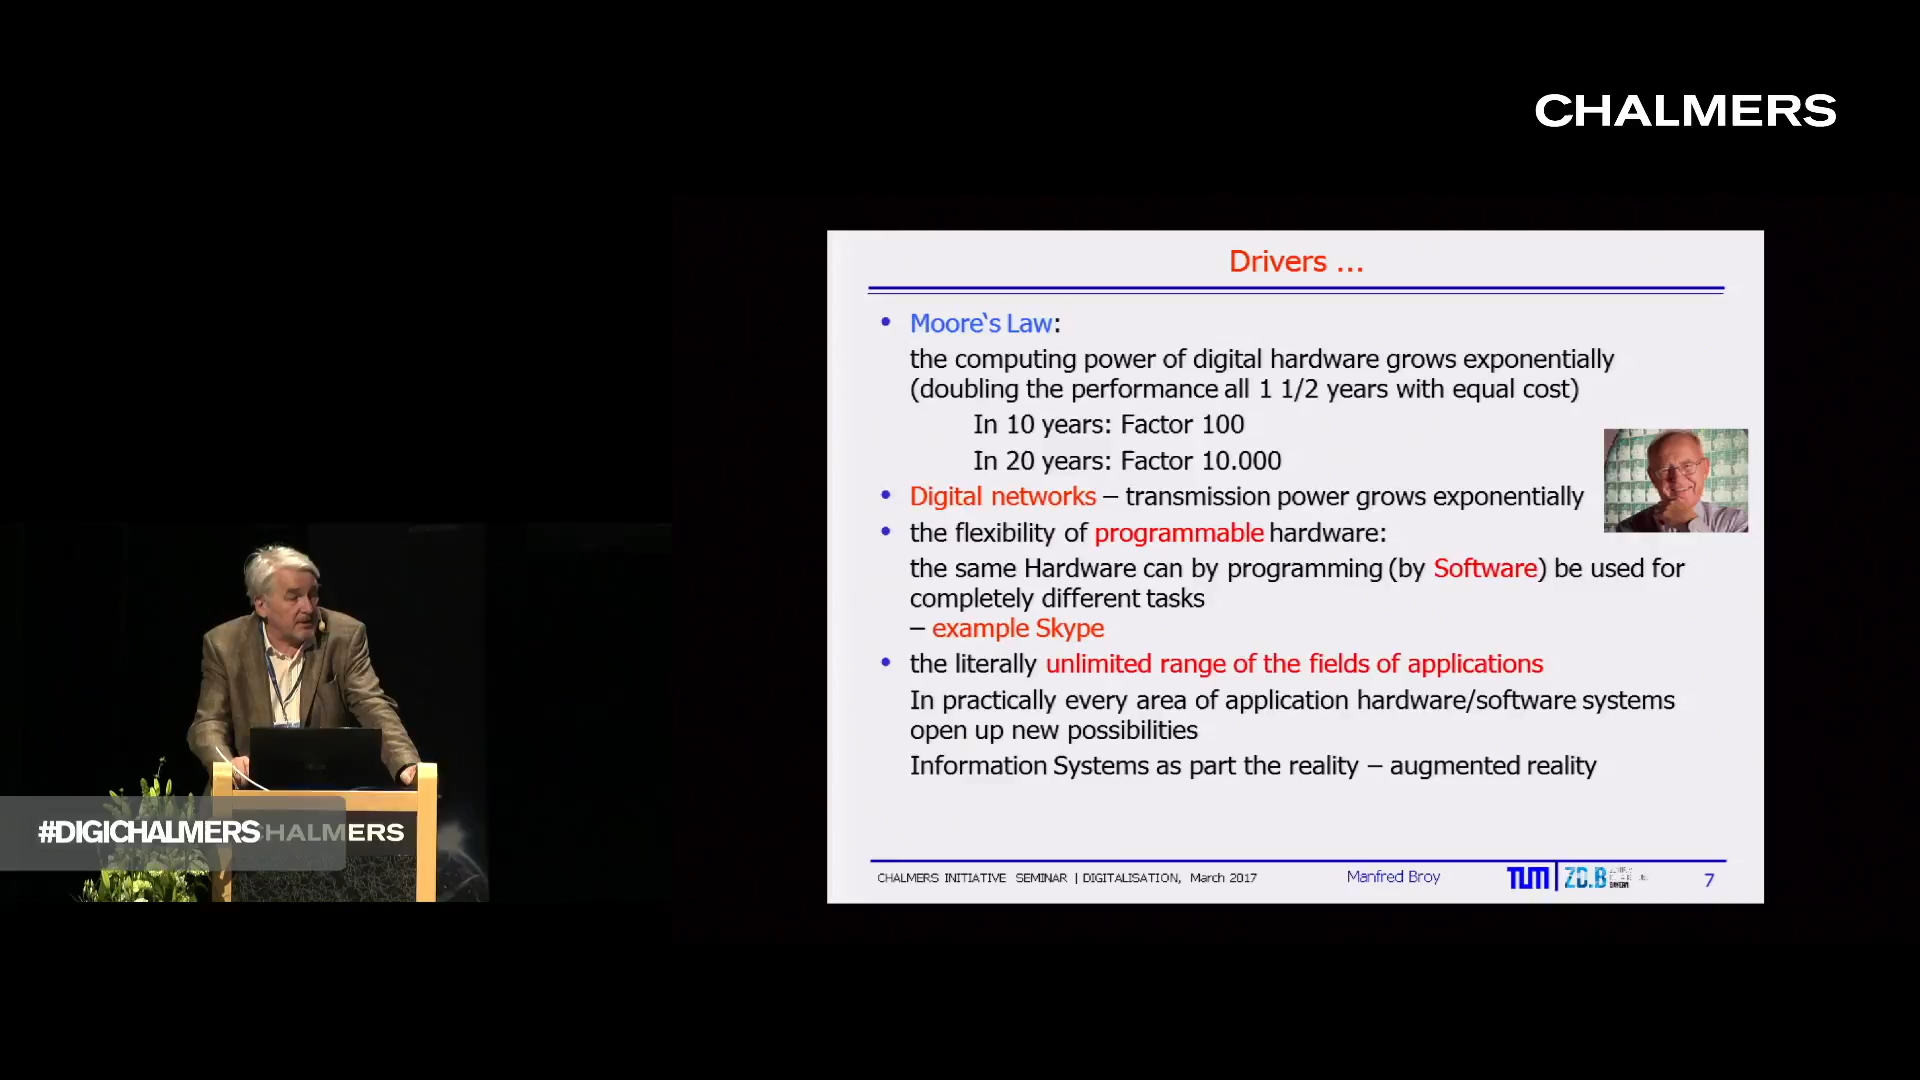 CHALMERS
Drivers ...
• Moore‘s Law:
the computing power of digital hardware grows exponentially
(doubling the performance all 1 1/2 years with equal cost)
In 10 years: Factor 100
In 20 years: Factor 10.000
• Digital networks – transmission power grows exponentially
• the flexibility of programmable hardware:
the same Hardware can by programming (by Software) be used for
completely different tasks
– example Skype
• the literally unlimited range of the fields of applications
In practically every area of application hardware/software systems
open up new possibilities
Information Systems as part the reality – augmented reality
CHALMERS INITIATIVE SEMINAR | DIGITALISATION, March 2017
Manfred Broy
TUM
ZD.B
7
#DIGICHALMERS
CHALMERS